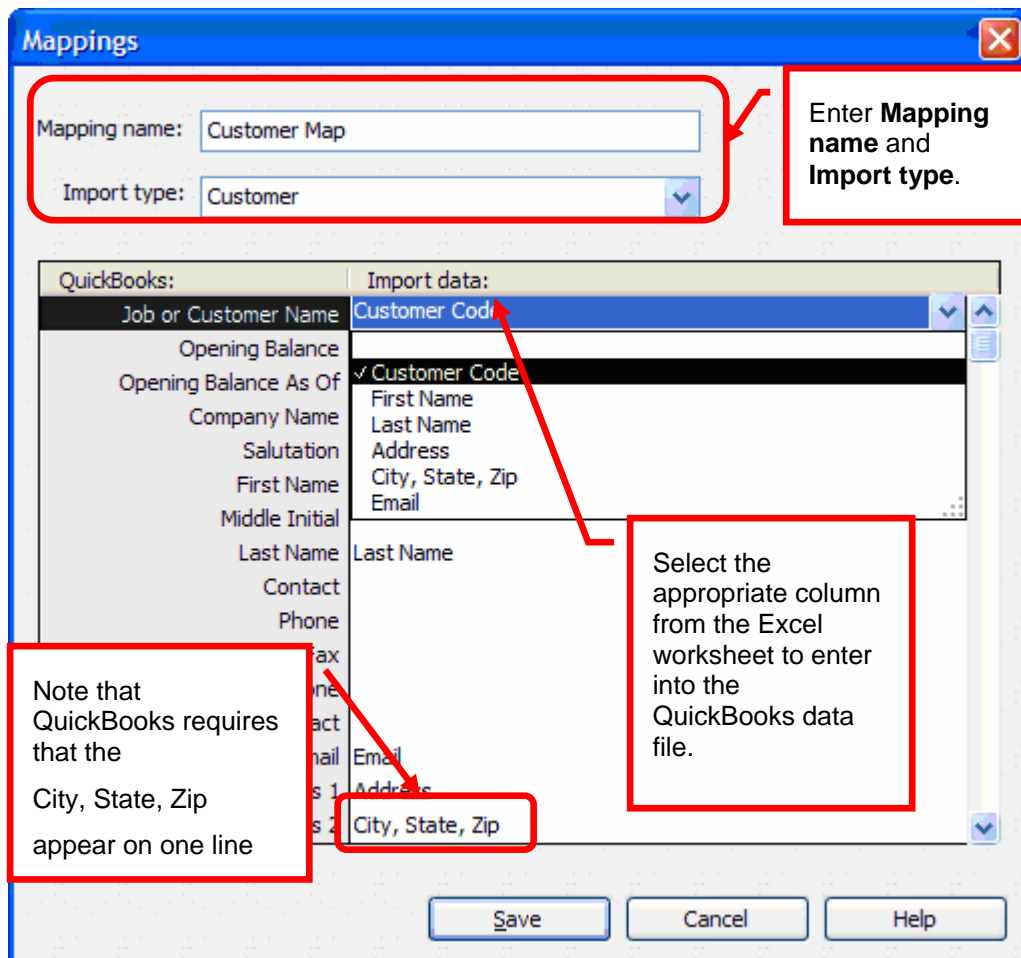 Mappings
Mapping name: Customer Map
Import type: Customer
Enter Mapping
name and
Import type.
QuickBooks: Import data:
Job or Customer Name Customer Code
Opening Balance
Opening Balance As Of
Company Name
Salutation
First Name
Middle Initial
✓ Customer Code
First Name
Last Name
Address
City, State, Zip
Email
Last Name Last Name
Contact
Phone
Select the
appropriate column
from the Excel
worksheet to enter
into the
QuickBooks data
file.
Note that
QuickBooks requires
that the
City, State, Zip
appear on one line
Email
Address
City, State, Zip
Save Cancel Help